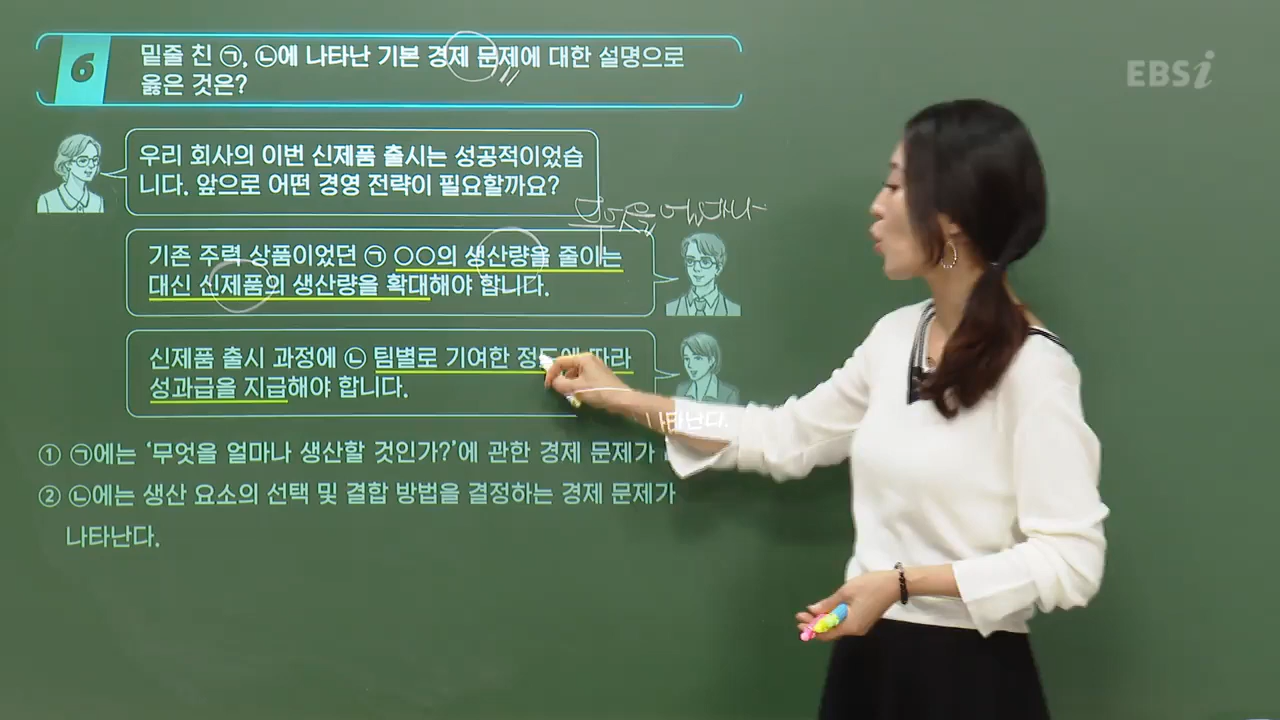 6
밑줄 친 ㉠, ㉡에 나타난 기본 경제 문제에 대한 설명으로
옳은 것은?
EBSi
우리 회사의 이번 신제품 출시는 성공적이었습
니다. 앞으로 어떤 경영 전략이 필요할까요?
무엇을 얼마나
기존 주력 상품이었던 ㉠ ○○의 생산량을 줄이는
대신 신제품의 생산량을 확대해야 합니다.
신제품 출시 과정에 ㉡ 팀별로 기여한 정도에 따라
성과급을 지급해야 합니다.
나타난다.
① ㉠에는 ‘무엇을 얼마나 생산할 것인가?’에 관한 경제 문제가
② ㉡에는 생산 요소의 선택 및 결합 방법을 결정하는 경제 문제가
나타난다.